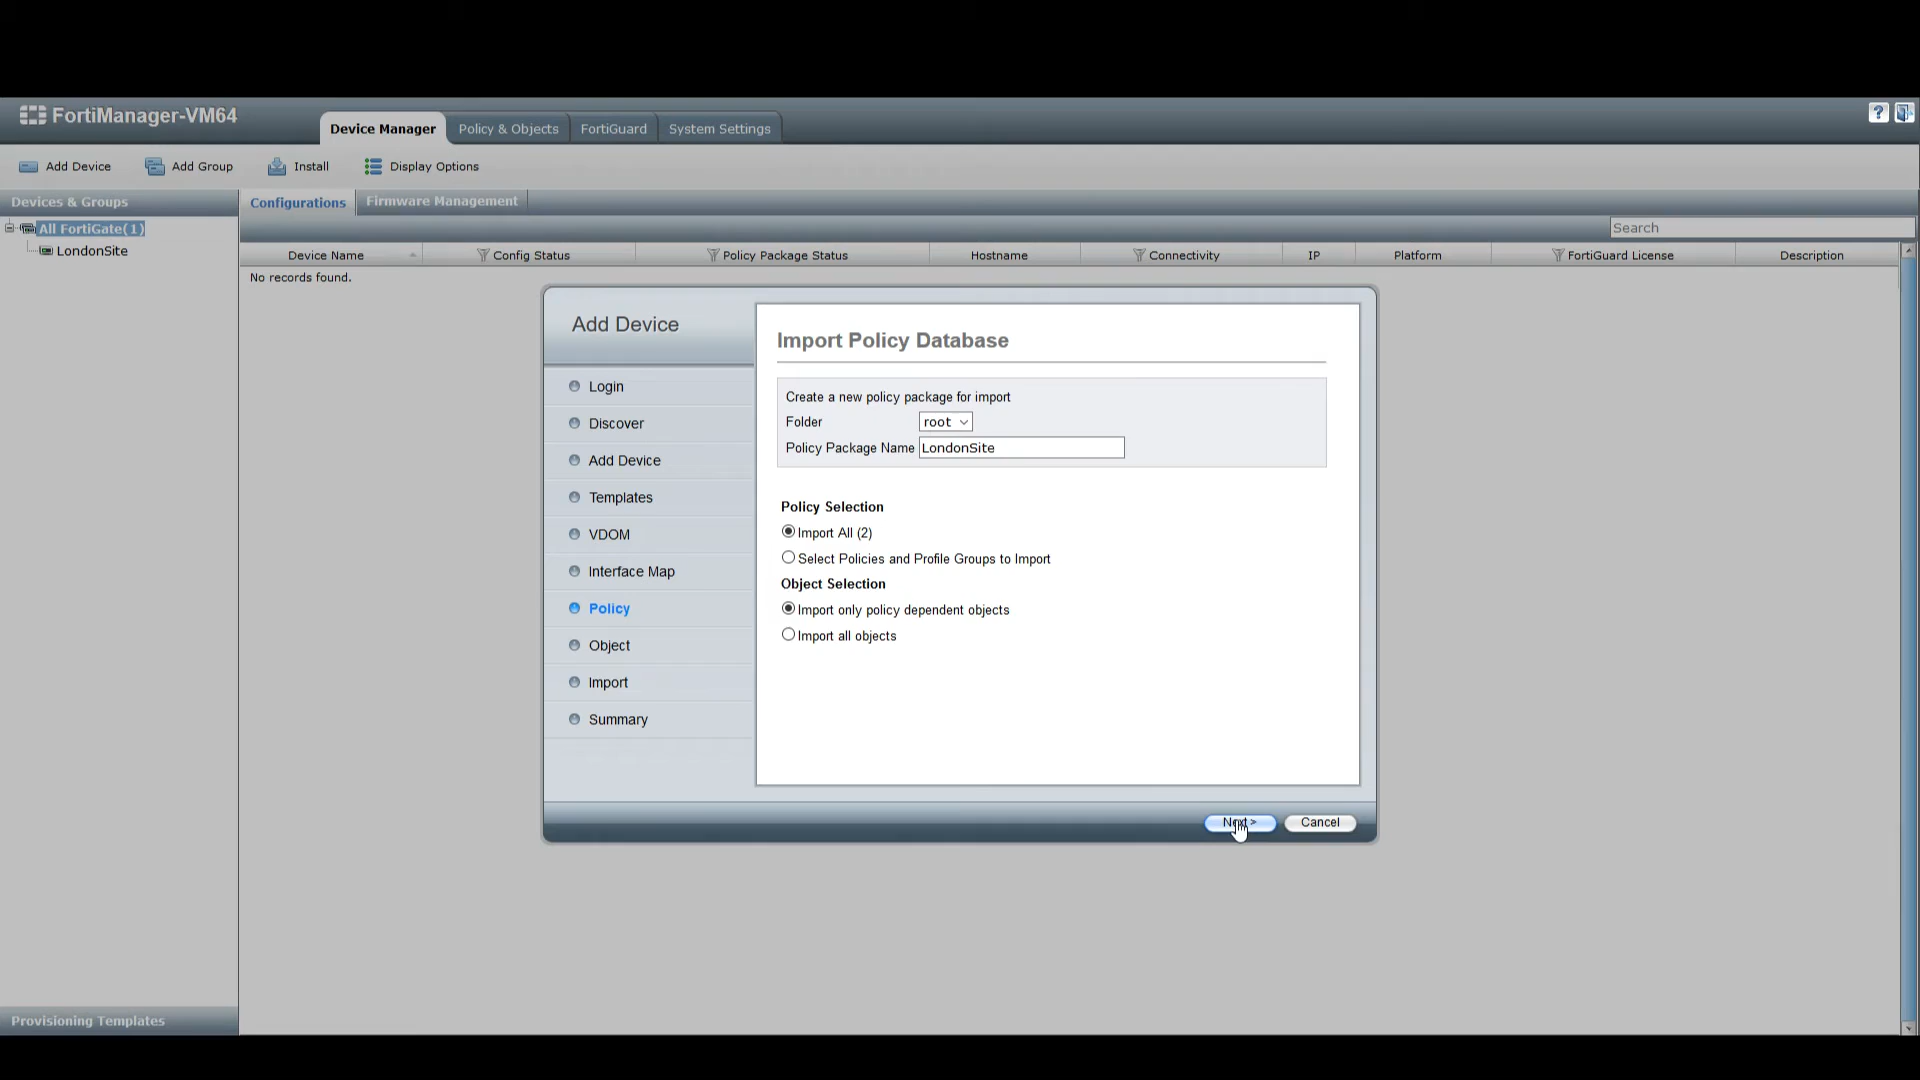 FortiManager-VM64
Device Manager Policy & Objects FortiGuard System Settings
?
Add Device Add Group Install Display Options
Devices & Groups
Configurations Firmware Management
All FortiGate(1)
LondonSite
Search
Device Name Config Status Policy Package Status Hostname Connectivity IP Platform FortiGuard License Description
No records found.
Add Device
Login
Discover
Add Device
Templates
VDOM
Interface Map
Policy
Object
Import
Summary
Import Policy Database
Create a new policy package for import
Folder root
Policy Package Name LondonSite
Policy Selection
Import All (2)
Select Policies and Profile Groups to Import
Object Selection
Import only policy dependent objects
Import all objects
Next > Cancel
Provisioning Templates